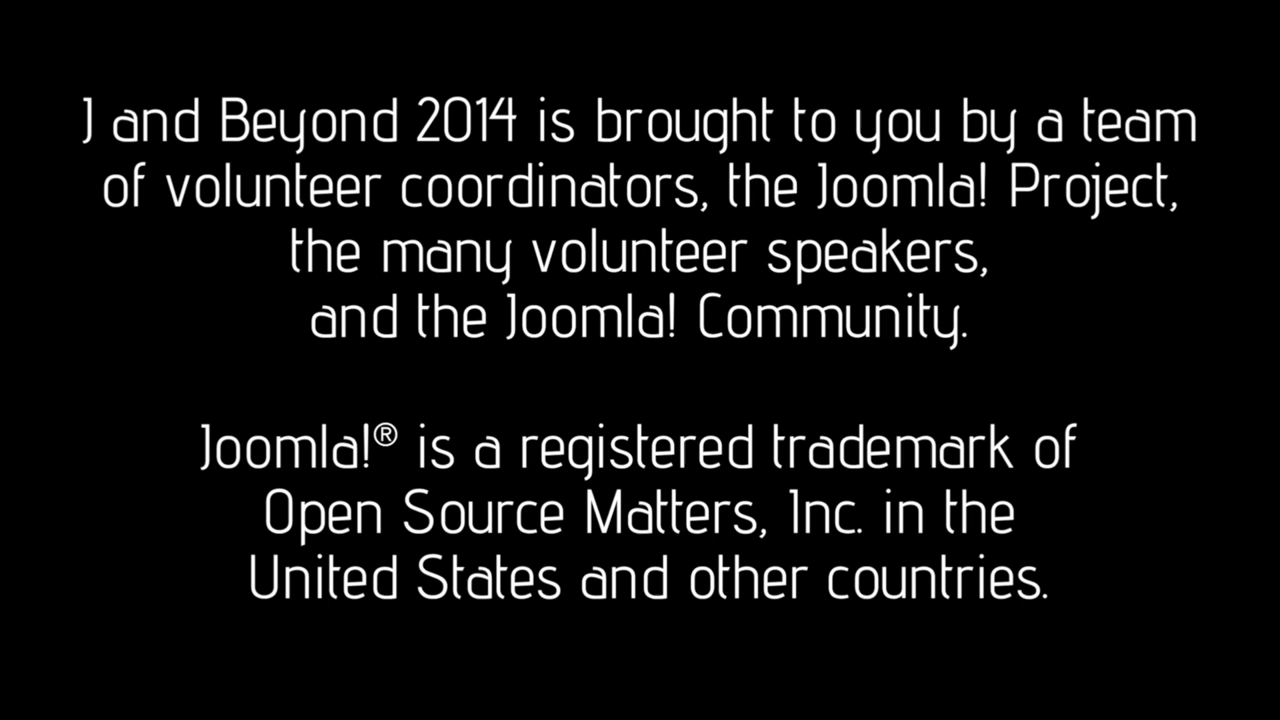 J and Beyond 2014 is brought to you by a team
of volunteer coordinators, the Joomla! Project,
the many volunteer speakers,
and the Joomla! Community.
Joomla!® is a registered trademark of
Open Source Matters, Inc. in the
United States and other countries.